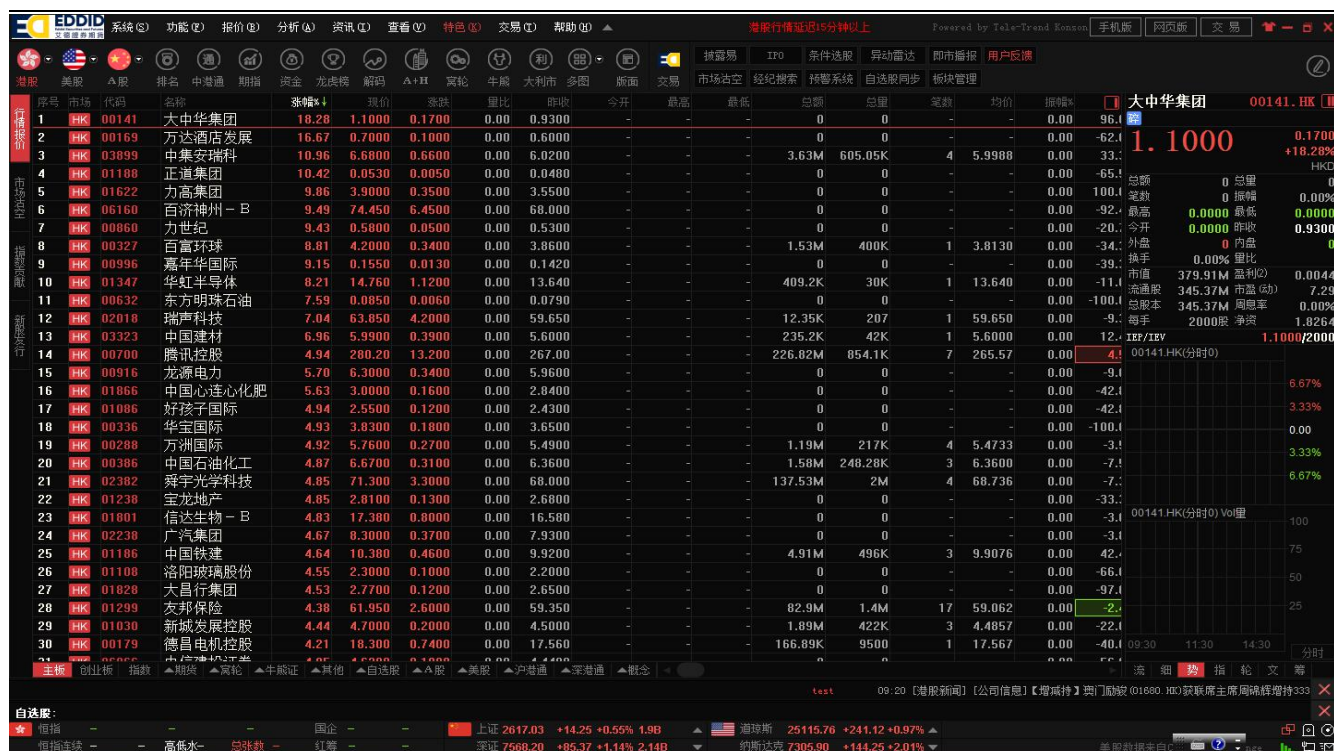 EDDID 系统(S) 功能(F) 报价(B) 分析(A) 资讯(I) 查看(V) 特色(K) 交易(T) 帮助(H) 港股行情延迟15分钟以上 Powered by Tele-Trend Konson 手机版 网页版 交易
艾德證券期貨
港股 美股 A股 排名 中港通 期指 资金 龙虎榜 解码 A+H 窝轮 牛熊 大利市 多图 版面 交易
披露易 IPO 条件选股 异动雷达 即市播报 用户反馈
市场沽空 经纪搜索 预警系统 自选股同步 板块管理
行情报价
市场沽空
指数贡献
新股发行
序号 市场 代码 名称 涨幅%↓ 现价 涨跌 量比 昨收 今开 最高 最低 总额 总量 笔数 均价 振幅%
1 HK 00141 大中华集团 18.28 1.1000 0.1700 0.00 0.9300 - - - 0 0 - - 0.00
2 HK 00169 万达酒店发展 16.67 0.7000 0.1000 0.00 0.6000 - - - 0 0 - - 0.00
3 HK 03899 中集安瑞科 10.96 6.6800 0.6600 0.00 6.0200 - - - 3.63M 605.05K 4 5.9988 0.00
4 HK 01188 正道集团 10.42 0.0530 0.0050 0.00 0.0480 - - - 0 0 - - 0.00
5 HK 01622 力高集团 9.86 3.9000 0.3500 0.00 3.5500 - - - 0 0 - - 0.00
6 HK 06160 百济神州－B 9.49 74.450 6.4500 0.00 68.000 - - - 0 0 - - 0.00
7 HK 00860 力世纪 9.43 0.5800 0.0500 0.00 0.5300 - - - 0 0 - - 0.00
8 HK 00327 百富环球 8.81 4.2000 0.3400 0.00 3.8600 - - - 1.53M 400K 1 3.8130 0.00
9 HK 00996 嘉年华国际 9.15 0.1550 0.0130 0.00 0.1420 - - - 0 0 - - 0.00
10 HK 01347 华虹半导体 8.21 14.760 1.1200 0.00 13.640 - - - 409.2K 30K 1 13.640 0.00
11 HK 00632 东方明珠石油 7.59 0.0850 0.0060 0.00 0.0790 - - - 0 0 - - 0.00
12 HK 02018 瑞声科技 7.04 63.850 4.2000 0.00 59.650 - - - 12.35K 207 1 59.650 0.00
13 HK 03323 中国建材 6.96 5.9900 0.3900 0.00 5.6000 - - - 235.2K 42K 1 5.6000 0.00
14 HK 00700 腾讯控股 4.94 280.20 13.200 0.00 267.00 - - - 226.82M 854.1K 7 265.57 0.00
15 HK 00916 龙源电力 5.70 6.3000 0.3400 0.00 5.9600 - - - 0 0 - - 0.00
16 HK 01866 中国心连心化肥 5.63 3.0000 0.1600 0.00 2.8400 - - - 0 0 - - 0.00
17 HK 01086 好孩子国际 4.94 2.5500 0.1200 0.00 2.4300 - - - 0 0 - - 0.00
18 HK 00336 华宝国际 4.93 3.8300 0.1800 0.00 3.6500 - - - 0 0 - - 0.00
19 HK 00288 万洲国际 4.92 5.7600 0.2700 0.00 5.4900 - - - 1.19M 217K 4 5.4733 0.00
20 HK 00386 中国石油化工 4.87 6.6700 0.3100 0.00 6.3600 - - - 1.58M 248.28K 3 6.3600 0.00
21 HK 02382 舜宇光学科技 4.85 71.300 3.3000 0.00 68.000 - - - 137.53M 2M 4 68.736 0.00
22 HK 01238 宝龙地产 4.85 2.8100 0.1300 0.00 2.6800 - - - 0 0 - - 0.00
23 HK 01801 信达生物－B 4.83 17.380 0.8000 0.00 16.580 - - - 0 0 - - 0.00
24 HK 02238 广汽集团 4.67 8.3000 0.3700 0.00 7.9300 - - - 0 0 - - 0.00
25 HK 01186 中国铁建 4.64 10.380 0.4600 0.00 9.9200 - - - 4.91M 496K 3 9.9076 0.00
26 HK 01108 洛阳玻璃股份 4.55 2.3000 0.1000 0.00 2.2000 - - - 0 0 - - 0.00
27 HK 01828 大昌行集团 4.53 2.7700 0.1200 0.00 2.6500 - - - 0 0 - - 0.00
28 HK 01299 友邦保险 4.38 61.950 2.6000 0.00 59.350 - - - 82.9M 1.4M 17 59.062 0.00
29 HK 01030 新城发展控股 4.44 4.7000 0.2000 0.00 4.5000 - - - 1.89M 422K 3 4.4857 0.00
30 HK 00179 德昌电机控股 4.21 18.300 0.7400 0.00 17.560 - - - 166.89K 9500 1 17.567 0.00
大中华集团 00141.HK
碎
1.1000 0.1700
+18.28%
HKD
总额 0 总量 0
笔数 0 振幅 0.00%
最高 0.0000 最低 0.0000
今开 0.0000 昨收 0.9300
外盘 0 内盘 0
换手 0.00% 量比
市值 379.91M 盈利(2) 0.0044
流通股 345.37M 市盈(动) 7.29
总股本 345.37M 周息率 0.00%
每手 2000股 净资 1.8264
IEP/IEV 1.1000/2000
00141.HK(分时0)
6.67%
3.33%
0.00
3.33%
6.67%
00141.HK(分时0) Vol量
100
75
50
25
09:30 11:30 14:30 分时
主板 创业板 指数 ▲期货 ▲窝轮 ▲牛熊证 ▲其他 ▲自选股 ▲A股 ▲美股 ▲沪港通 ▲深港通 ▲概念 流 细 势 指 轮 文 筹
test 09:20 [港股新闻] [公司信息]【增减持】澳门励骏(01680.HK)获联席主席周锦辉增持333
自选股:
恒指 - - - 国企 - - 上证 2617.03 +14.25 +0.55% 1.9B 道琼斯 25115.76 +241.12 +0.97%
恒指连续 - - 高低水- 总张数 - 红筹 - - 深证 7568.20 +85.37 +1.14% 2.14B 纳斯达克 7305.90 +144.25 +2.01%